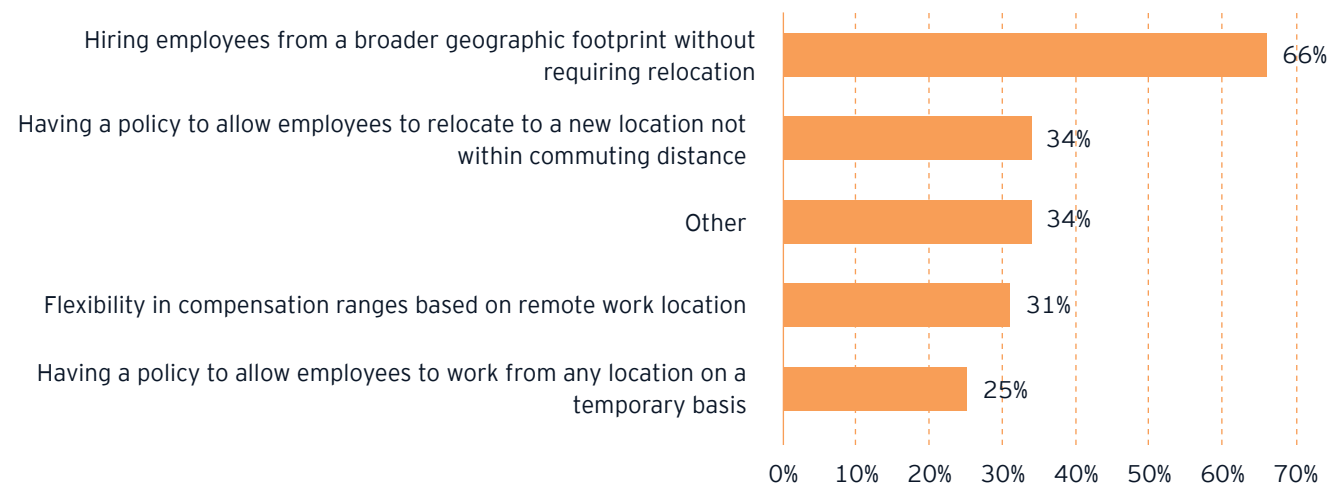 Hiring employees from a broader geographic footprint without
requiring relocation
66%
Having a policy to allow employees to relocate to a new location not
within commuting distance
34%
Other
34%
Flexibility in compensation ranges based on remote work location
31%
Having a policy to allow employees to work from any location on a
temporary basis
25%
0% 10% 20% 30% 40% 50% 60% 70%